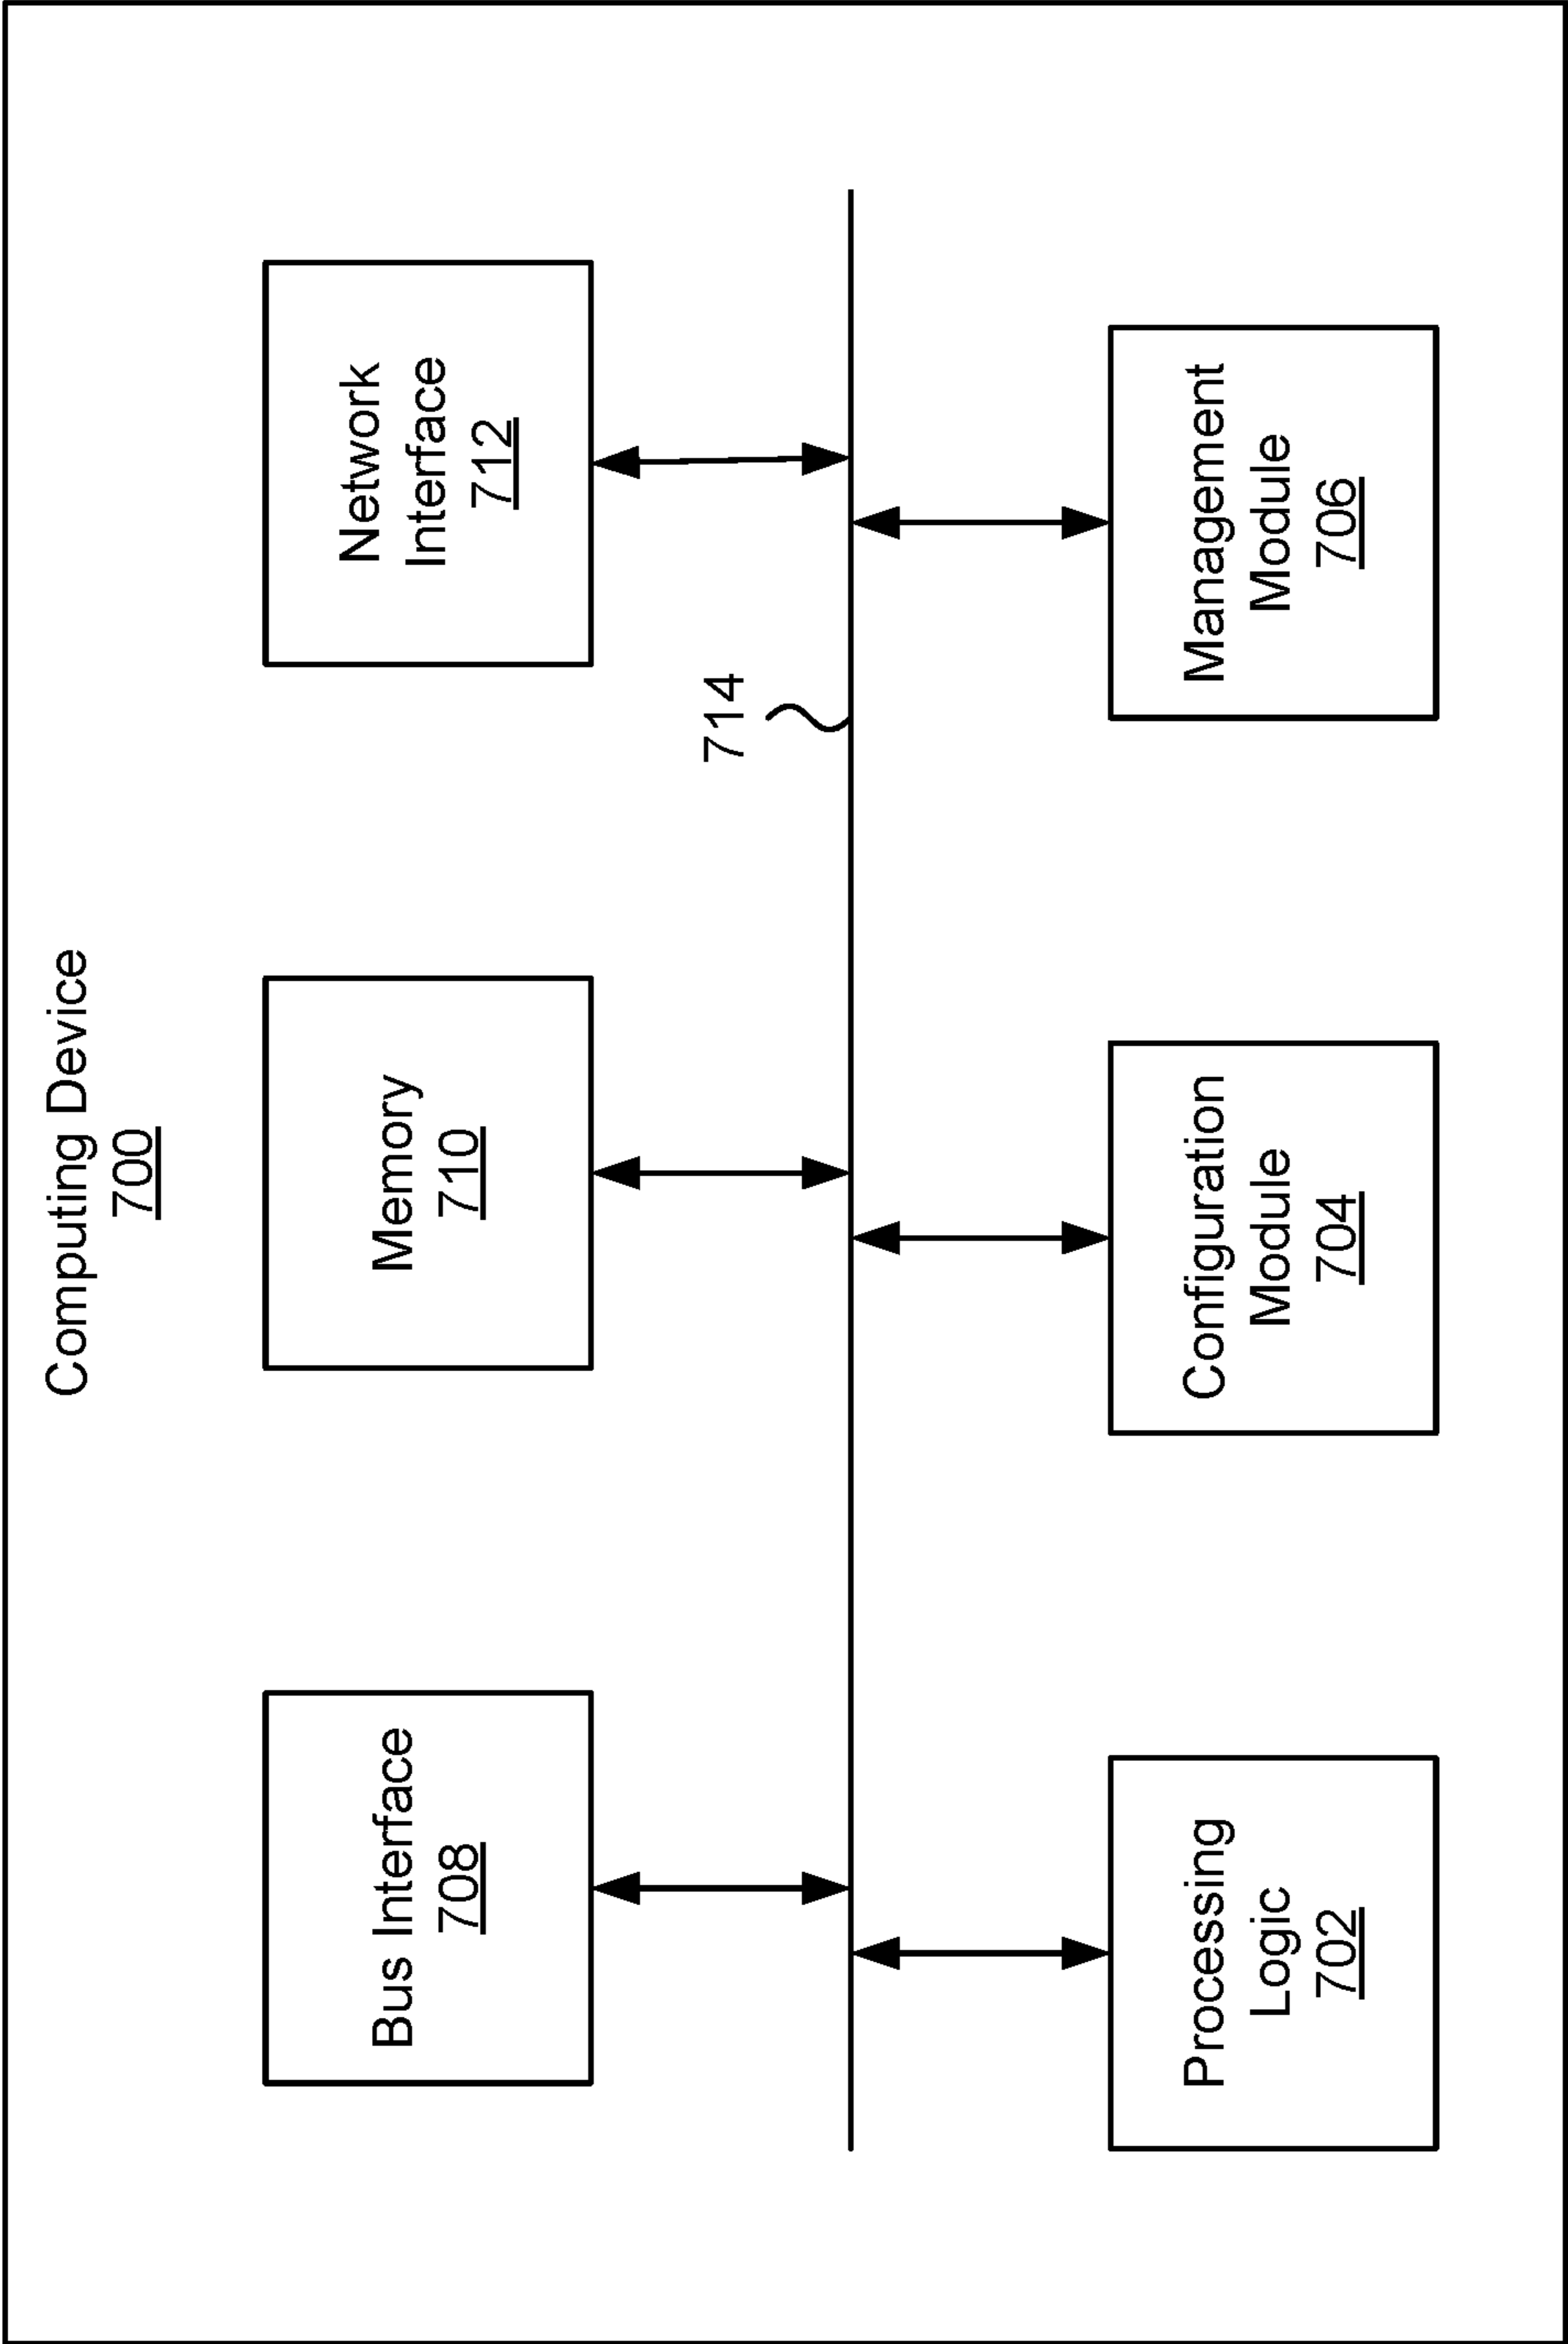 Computing Device
700
Bus Interface
708
Memory
710
Network
Interface
712
714
Processing
Logic
702
Configuration
Module
704
Management
Module
706